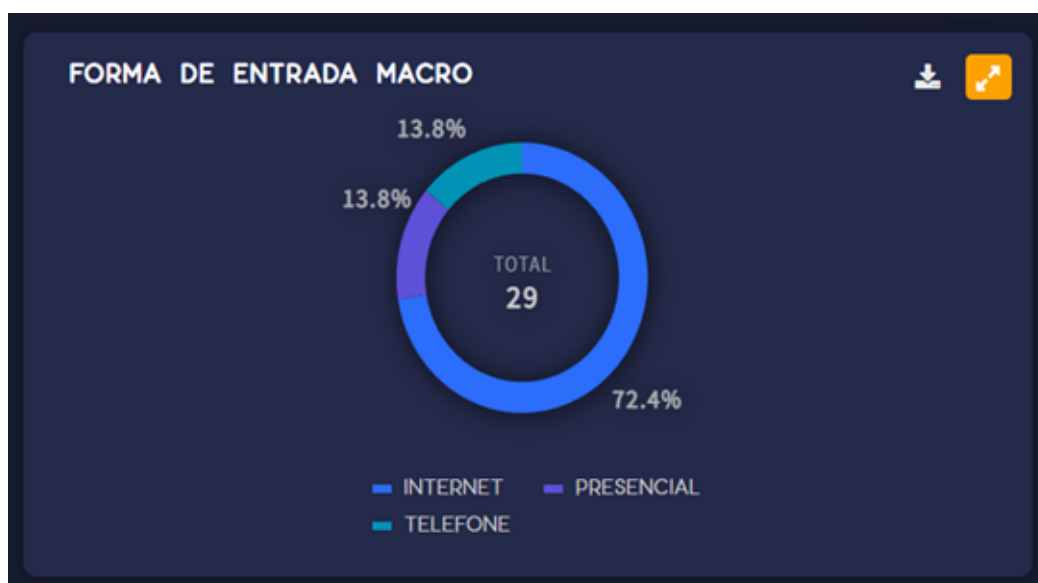 FORMA DE ENTRADA MACRO
13.8%
13.8%
TOTAL
29
72.4%
INTERNET PRESENCIAL
TELEFONE